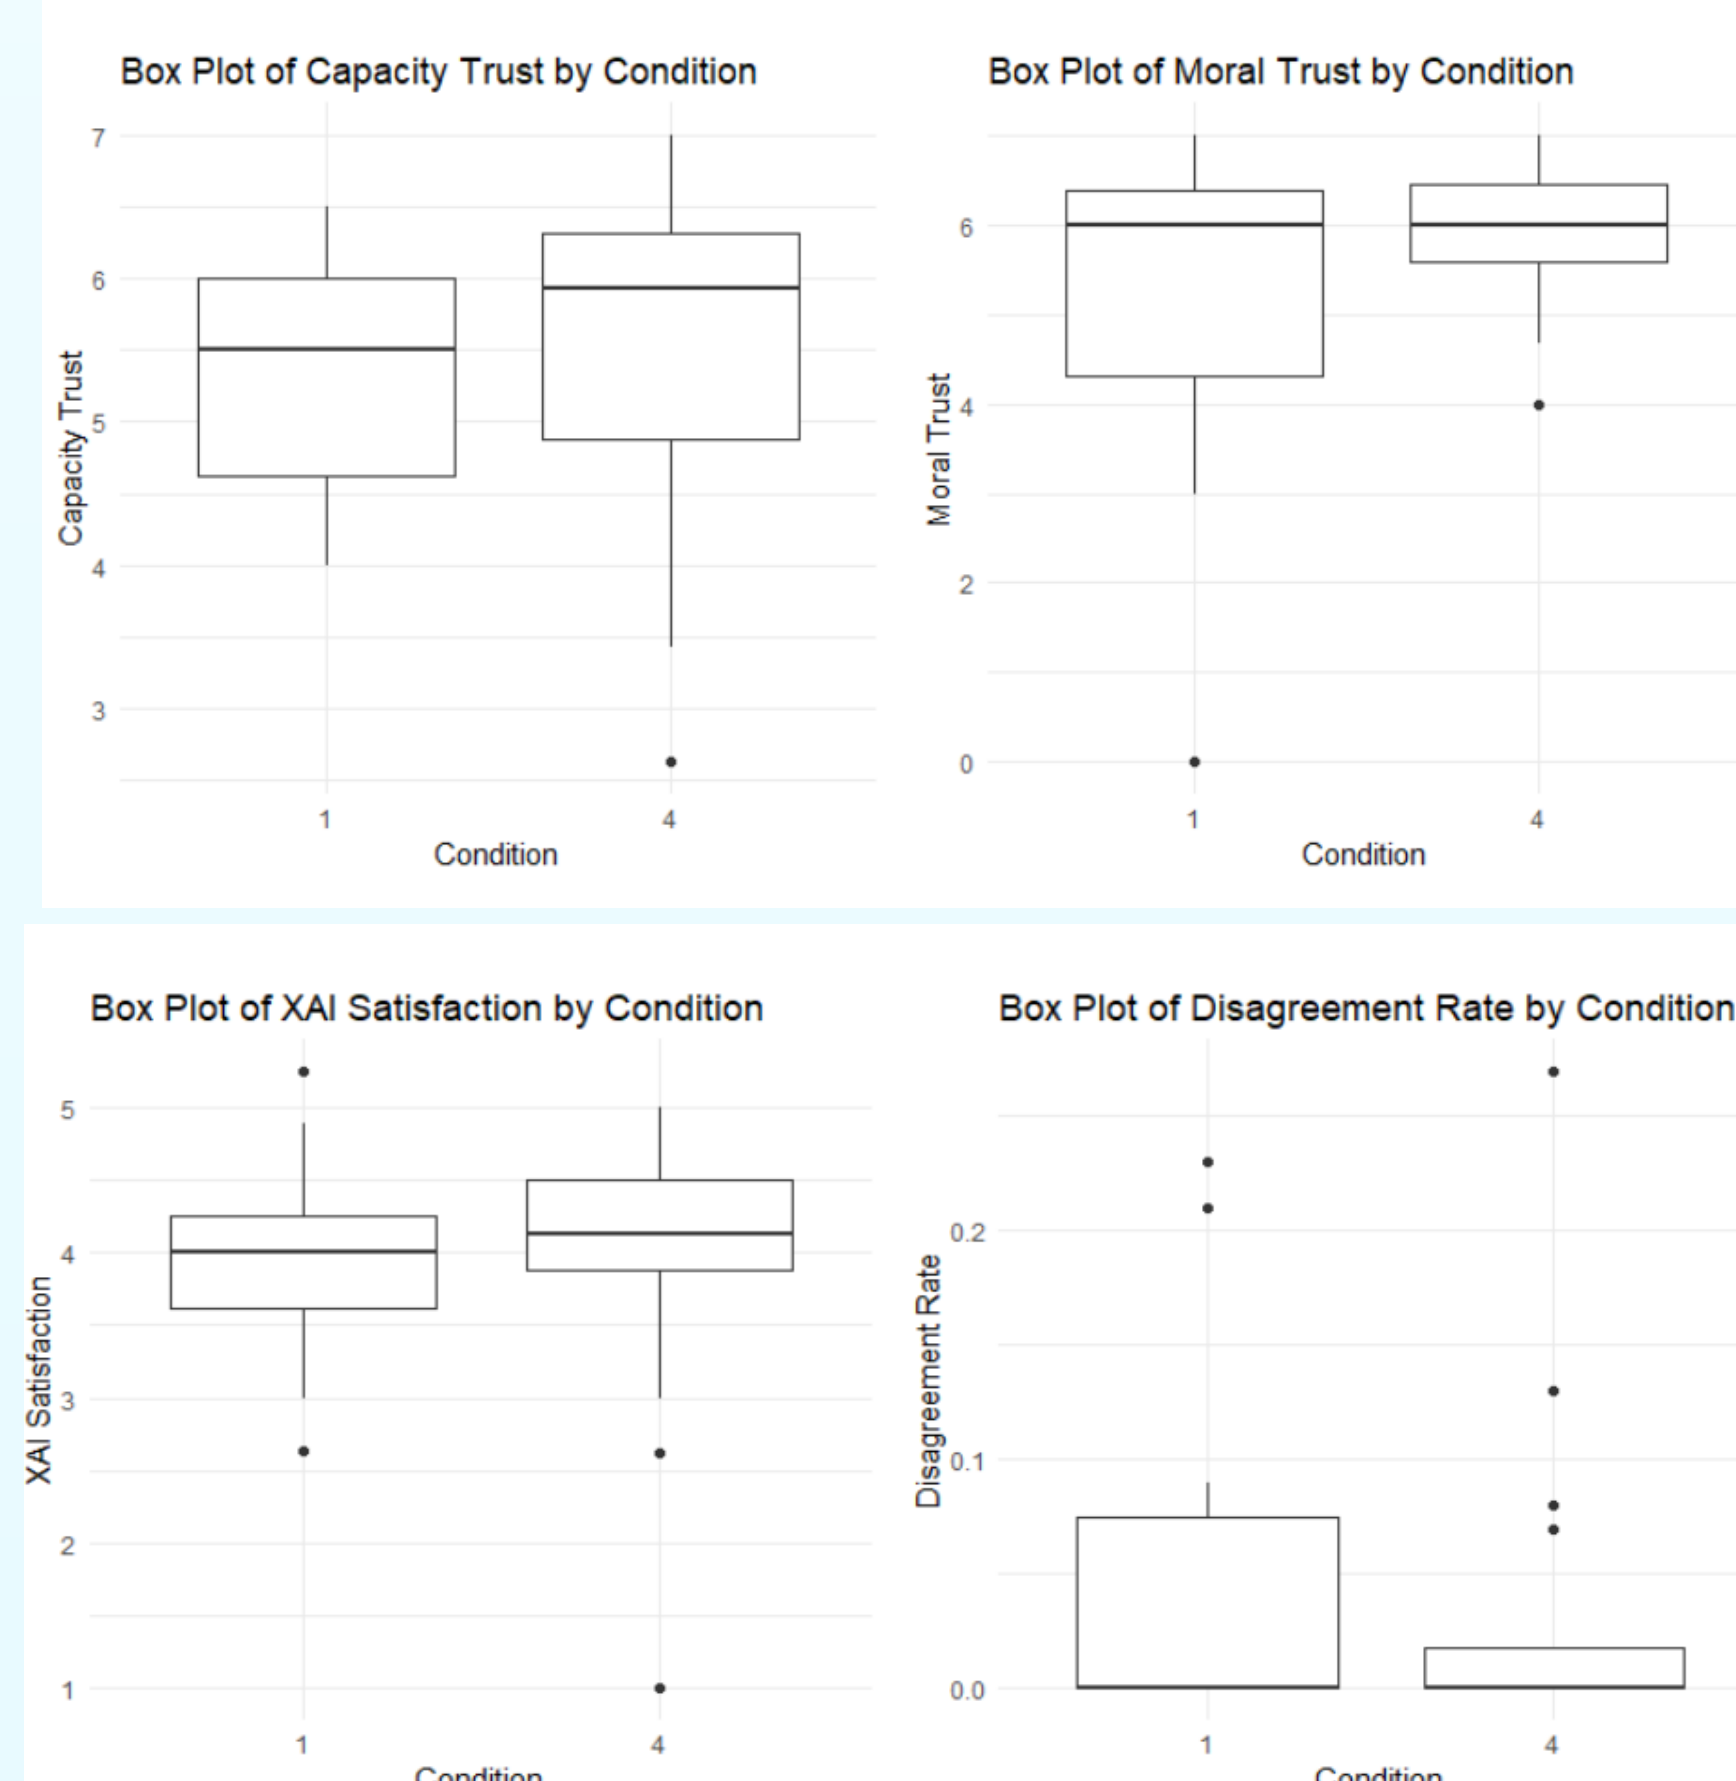 Box Plot of Capacity Trust by Condition
7
6
5
4
3
Capacity Trust
1
4
Condition
Box Plot of Moral Trust by Condition
6
4
2
0
Moral Trust
1
4
Condition
Box Plot of XAI Satisfaction by Condition
5
4
3
2
1
XAI Satisfaction
1
4
Condition
Box Plot of Disagreement Rate by Condition
0.2
0.1
0.0
Disagreement Rate
1
4
Condition